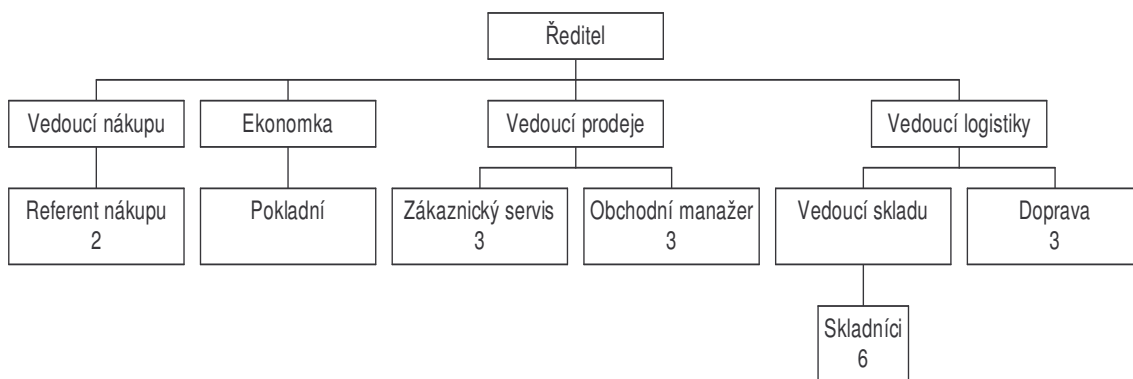 Ředitel
Vedoucí nákupu
Ekonomka
Vedoucí prodeje
Vedoucí logistiky
Referent nákupu
2
Pokladní
Zákaznický servis
3
Obchodní manažer
3
Vedoucí skladu
Doprava
3
Skladníci
6